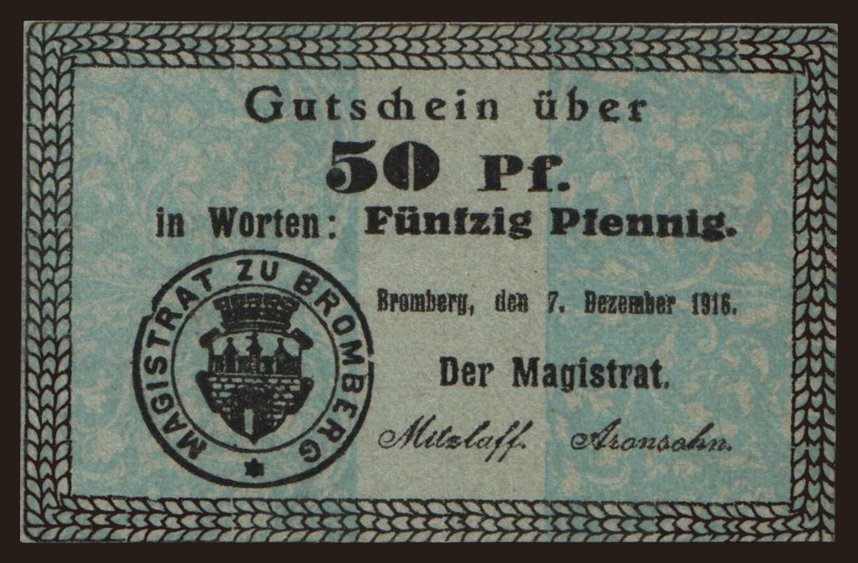 Gutschein über
50 Pf.
in Worten: Fünfzig Pfennig.
MAGISTRAT ZU BROMBERG
Bromberg, den 7. Dezember 1916.
Der Magistrat.
Mitzlaff. Aronsohn.